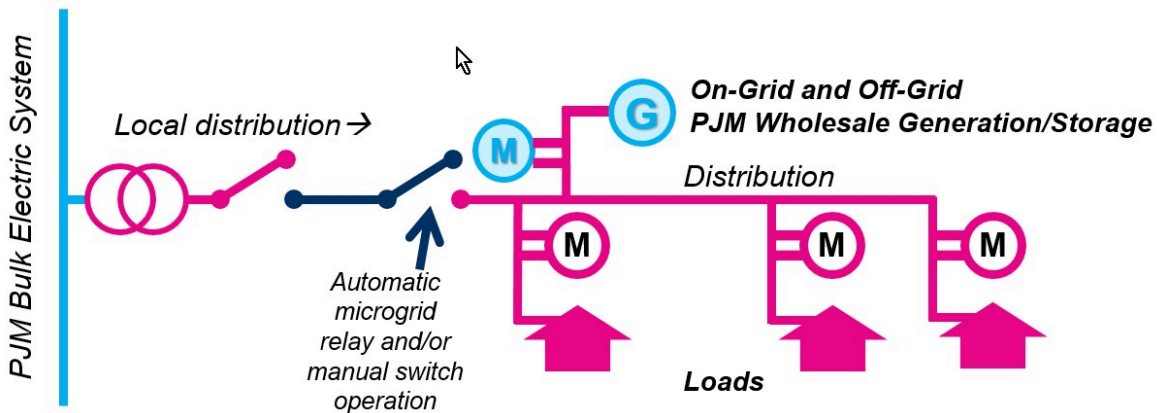 PJM Bulk Electric System
Local distribution →
M
G
On-Grid and Off-Grid
PJM Wholesale Generation/Storage
Distribution
M
M
M
Automatic
microgrid
relay and/or
manual switch
operation
Loads